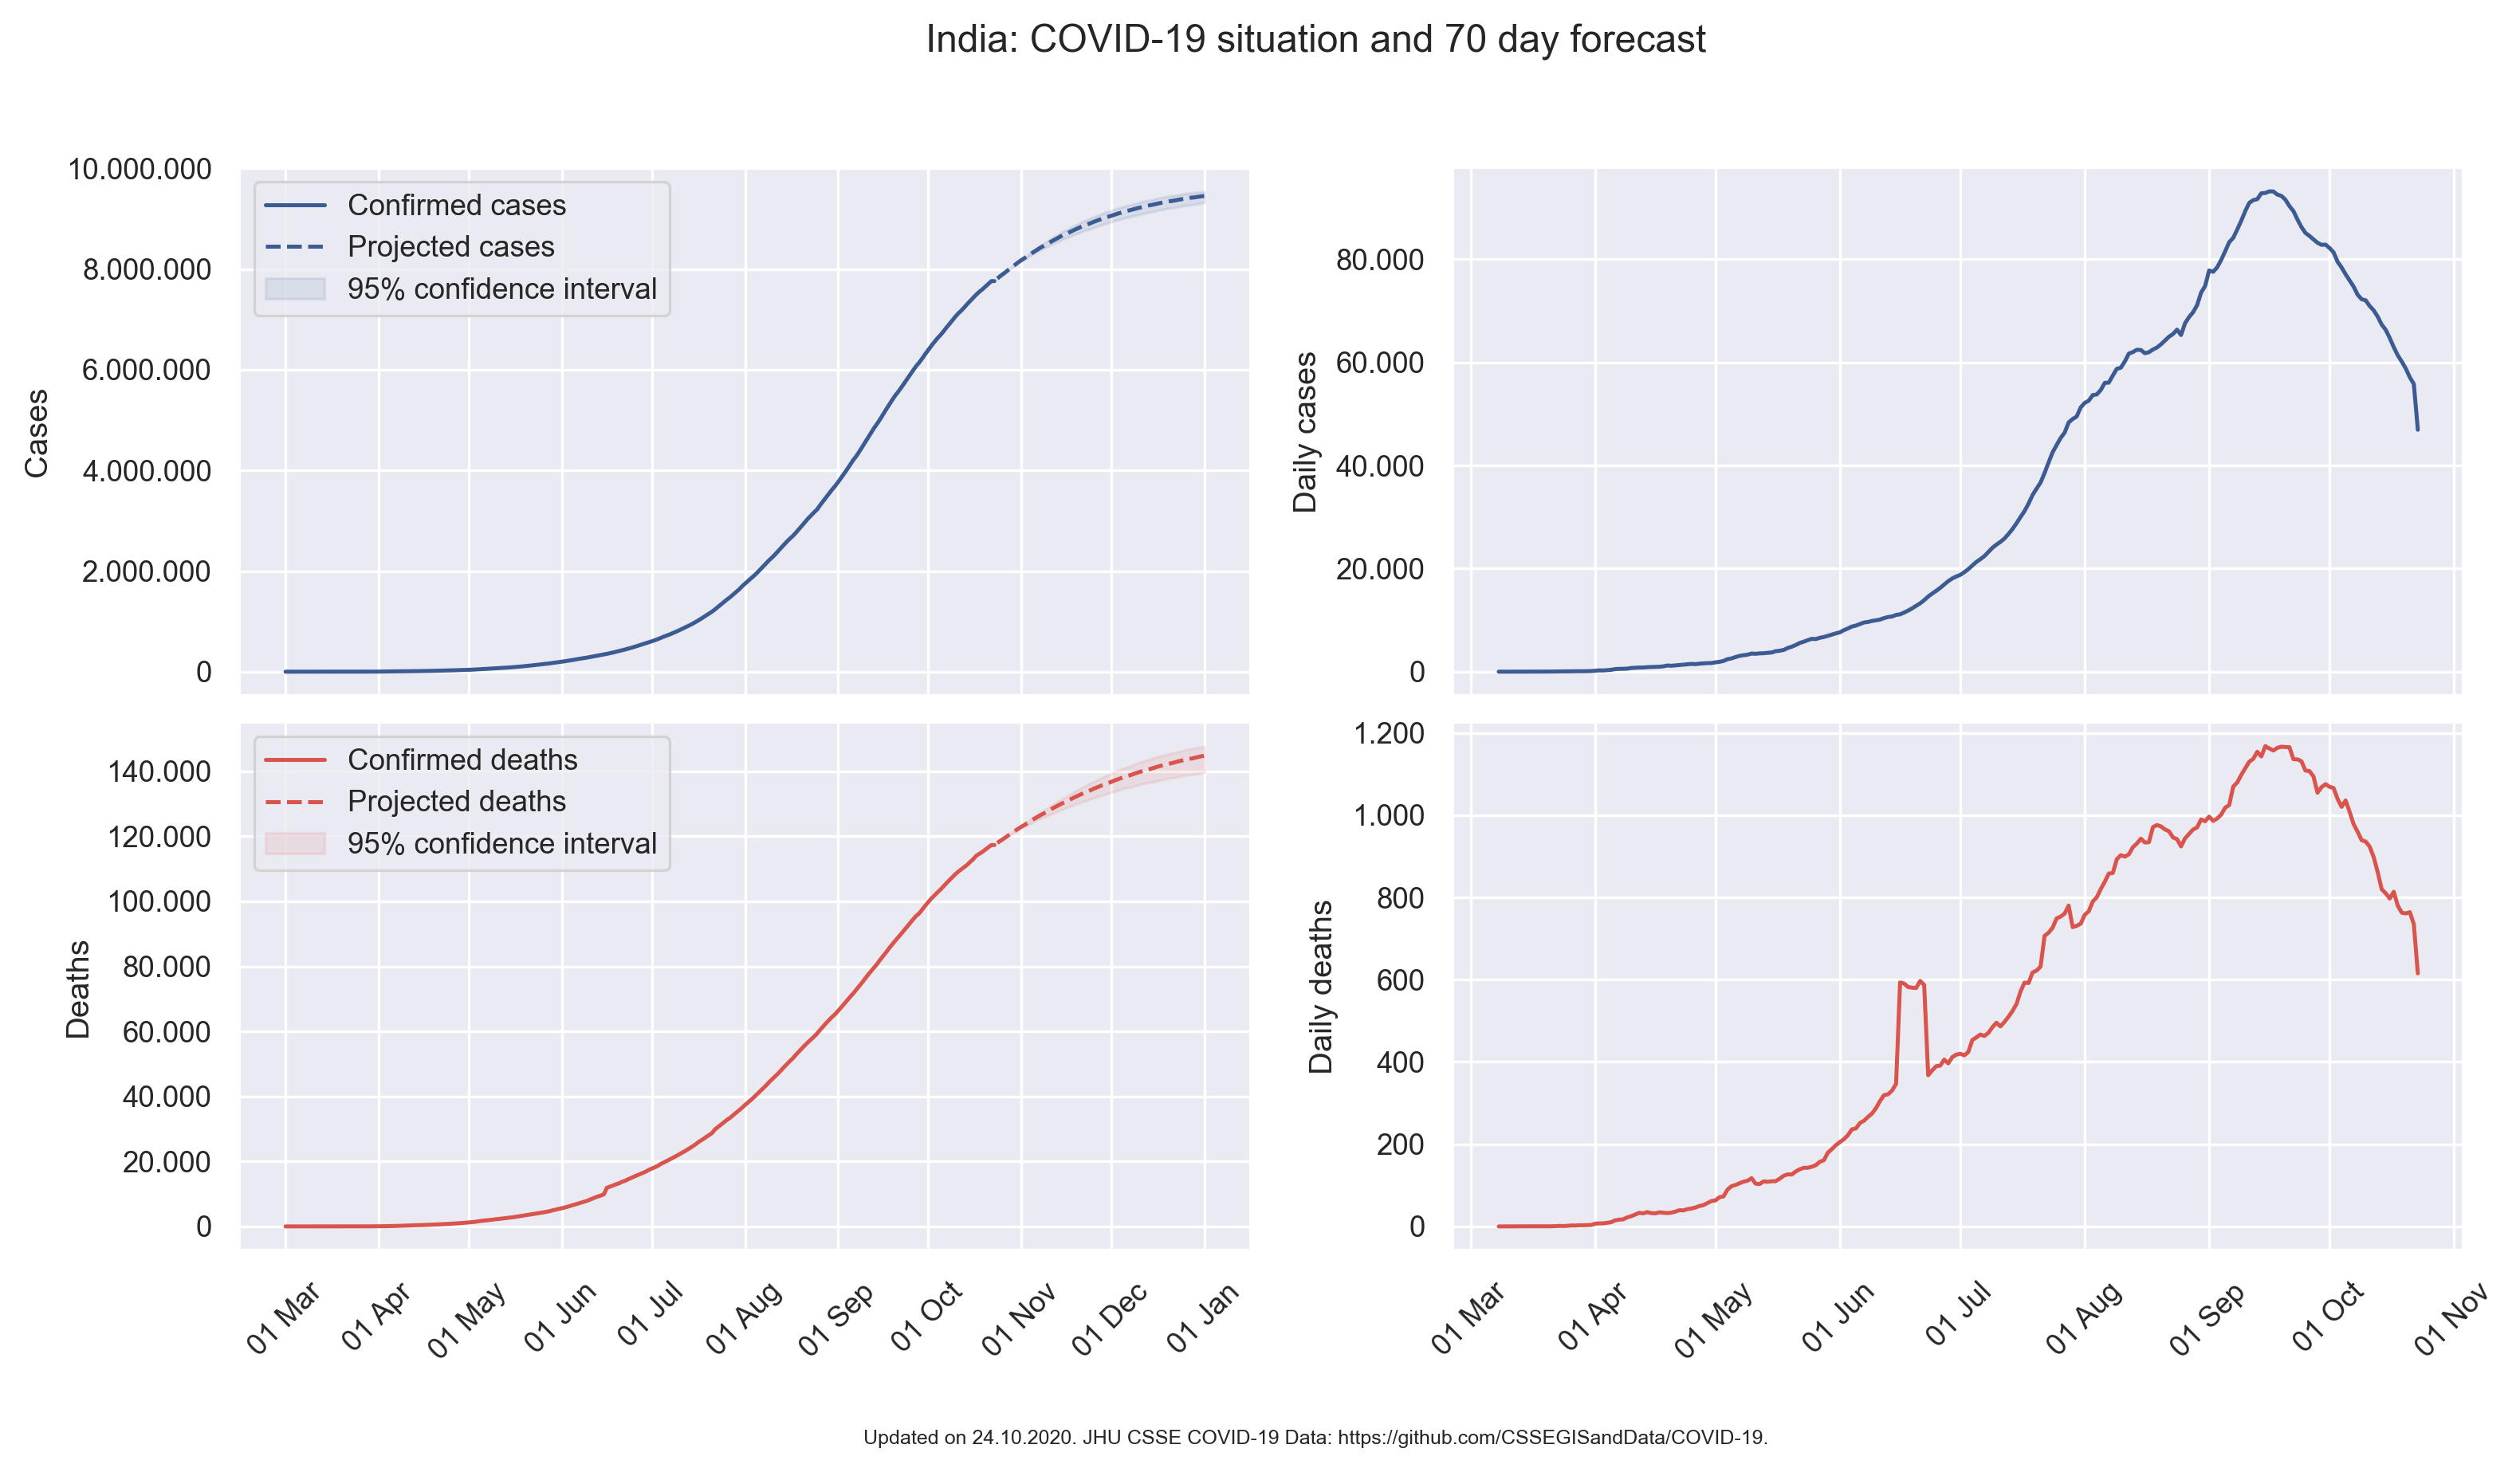 India: COVID-19 situation and 70 day forecast
10.000.000
8.000.000
6.000.000
4.000.000
2.000.000
0
Cases
Confirmed cases
Projected cases
95% confidence interval
80.000
60.000
40.000
20.000
0
Daily cases
140.000
120.000
100.000
80.000
60.000
40.000
20.000
0
Deaths
Confirmed deaths
Projected deaths
95% confidence interval
01 Mar
01 Apr
01 May
01 Jun
01 Jul
01 Aug
01 Sep
01 Oct
01 Nov
01 Dec
01 Jan
1.200
1.000
800
600
400
200
0
Daily deaths
01 Mar
01 Apr
01 May
01 Jun
01 Jul
01 Aug
01 Sep
01 Oct
01 Nov
Updated on 24.10.2020. JHU CSSE COVID-19 Data: https://github.com/CSSEGISandData/COVID-19.